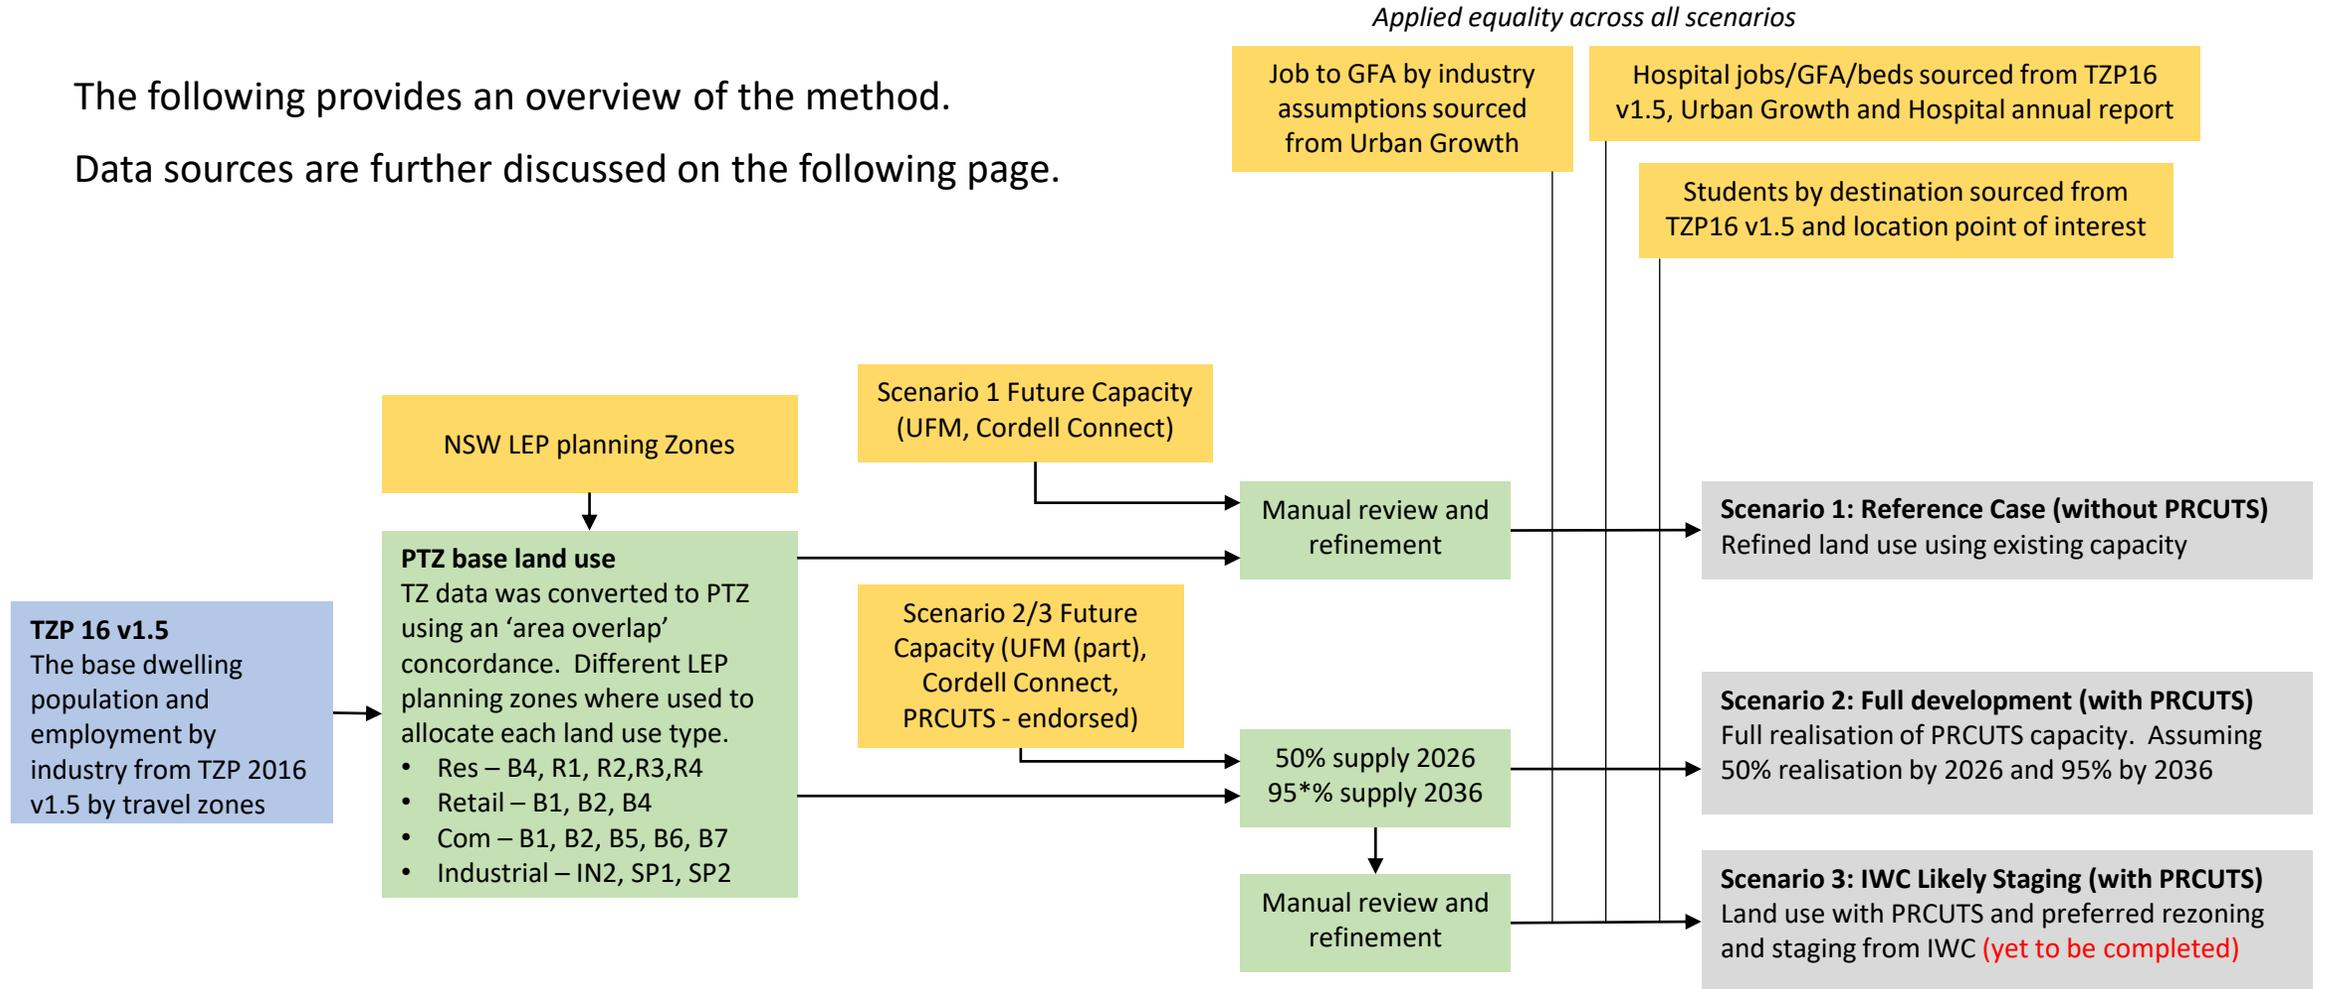 Applied equality across all scenarios
The following provides an overview of the method.
Data sources are further discussed on the following page.
Job to GFA by industry
assumptions sourced
from Urban Growth
Hospital jobs/GFA/beds sourced from TZP16
v1.5, Urban Growth and Hospital annual report
Students by destination sourced from
TZP16 v1.5 and location point of interest
TZP 16 v1.5
The base dwelling
population and
employment by
industry from TZP 2016
v1.5 by travel zones
NSW LEP planning Zones
PTZ base land use
TZ data was converted to PTZ
using an ‘area overlap’
concordance.  Different LEP
planning zones where used to
allocate each land use type.
• Res – B4, R1, R2,R3,R4
• Retail – B1, B2, B4
• Com – B1, B2, B5, B6, B7
• Industrial – IN2, SP1, SP2
Scenario 1 Future Capacity
(UFM, Cordell Connect)
Scenario 2/3 Future
Capacity (UFM (part),
Cordell Connect,
PRCUTS - endorsed)
Manual review and
refinement
50% supply 2026
95*% supply 2036
Manual review and
refinement
Scenario 1: Reference Case (without PRCUTS)
Refined land use using existing capacity
Scenario 2: Full development (with PRCUTS)
Full realisation of PRCUTS capacity.  Assuming
50% realisation by 2026 and 95% by 2036
Scenario 3: IWC Likely Staging (with PRCUTS)
Land use with PRCUTS and preferred rezoning
and staging from IWC (yet to be completed)